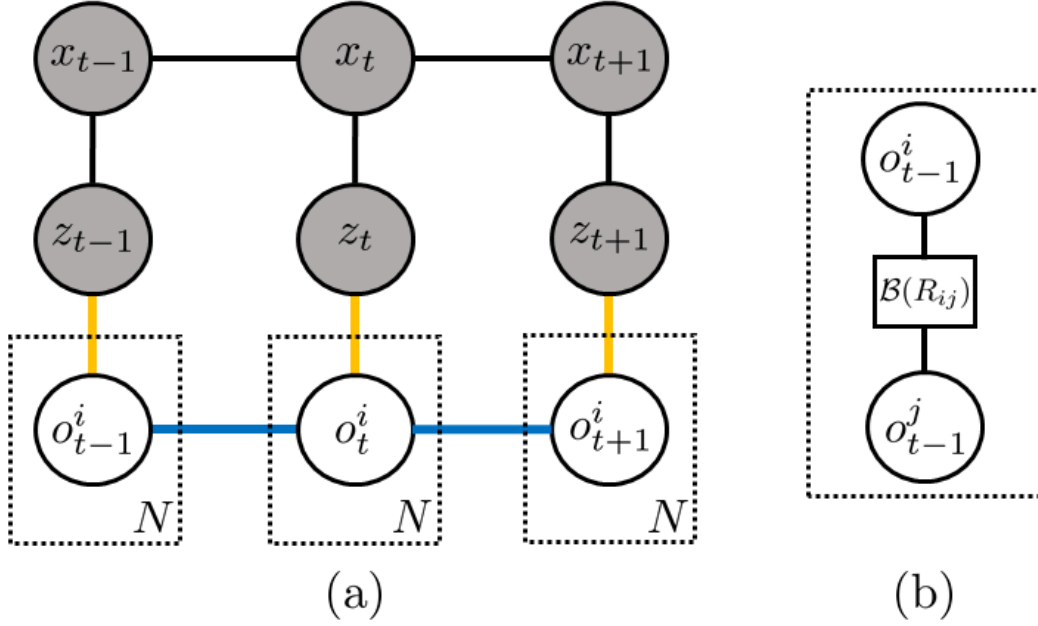 x_{t-1} x_t x_{t+1}
z_{t-1} z_t z_{t+1}
o^i_{t-1} o^i_t o^i_{t+1}
N N N
(a)
o^i_{t-1}
\mathcal{B}(R_{ij})
o^j_{t-1}
(b)